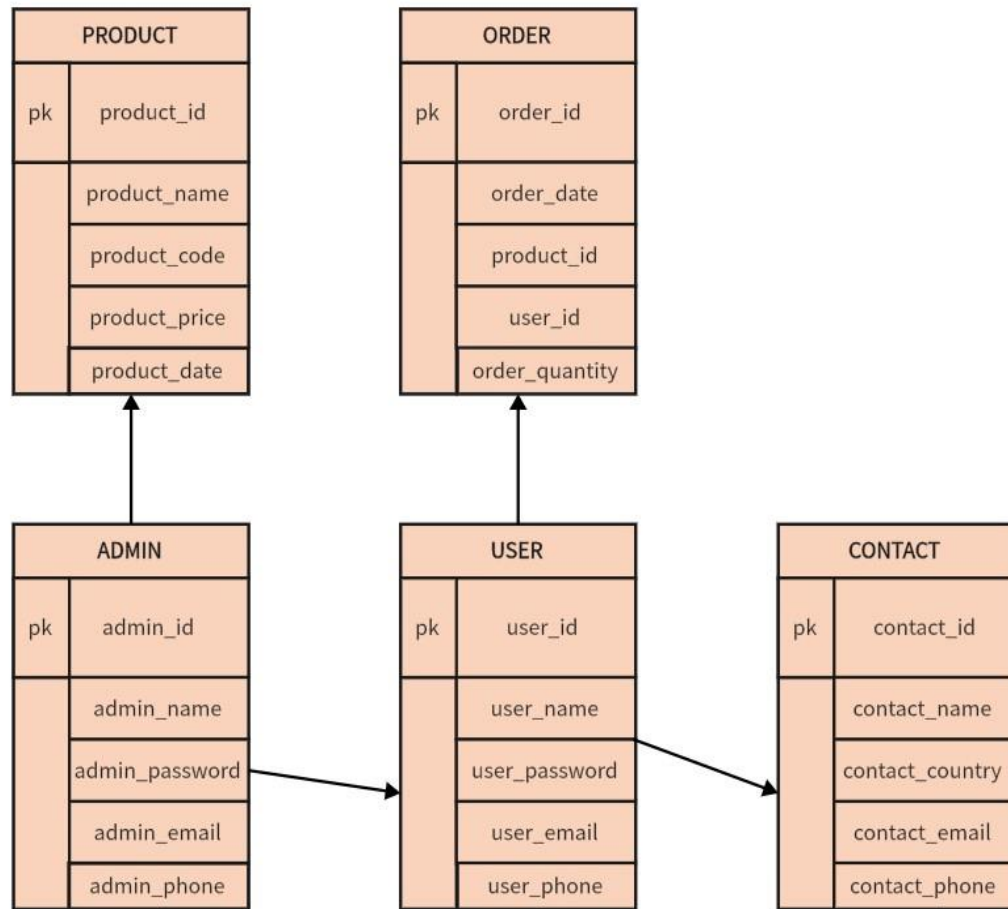 PRODUCT
pk product_id
product_name
product_code
product_price
product_date
ORDER
pk order_id
order_date
product_id
user_id
order_quantity
ADMIN
pk admin_id
admin_name
admin_password
admin_email
admin_phone
USER
pk user_id
user_name
user_password
user_email
user_phone
CONTACT
pk contact_id
contact_name
contact_country
contact_email
contact_phone